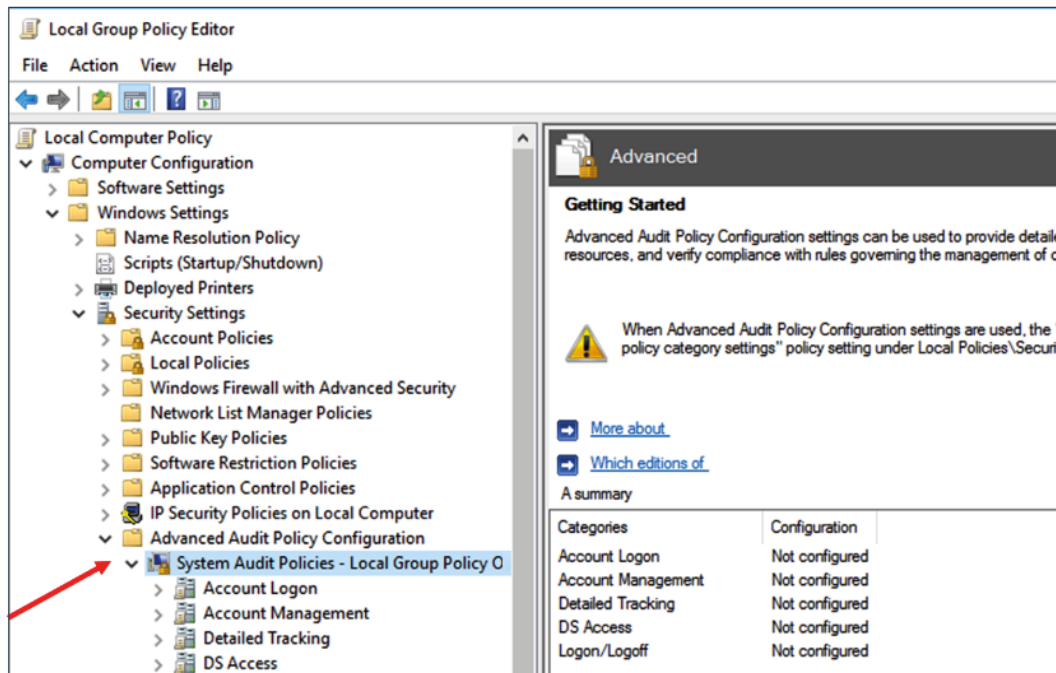 Local Group Policy Editor
File Action View Help
Local Computer Policy
Computer Configuration
Software Settings
Windows Settings
Name Resolution Policy
Scripts (Startup/Shutdown)
Deployed Printers
Security Settings
Account Policies
Local Policies
Windows Firewall with Advanced Security
Network List Manager Policies
Public Key Policies
Software Restriction Policies
Application Control Policies
IP Security Policies on Local Computer
Advanced Audit Policy Configuration
System Audit Policies - Local Group Policy O
Account Logon
Account Management
Detailed Tracking
DS Access
Advanced
Getting Started
Advanced Audit Policy Configuration settings can be used to provide detaile
resources, and verify compliance with rules governing the management of c
When Advanced Audit Policy Configuration settings are used, the "
policy category settings" policy setting under Local Policies\Securi
More about
Which editions of
A summary
Categories Configuration
Account Logon Not configured
Account Management Not configured
Detailed Tracking Not configured
DS Access Not configured
Logon/Logoff Not configured